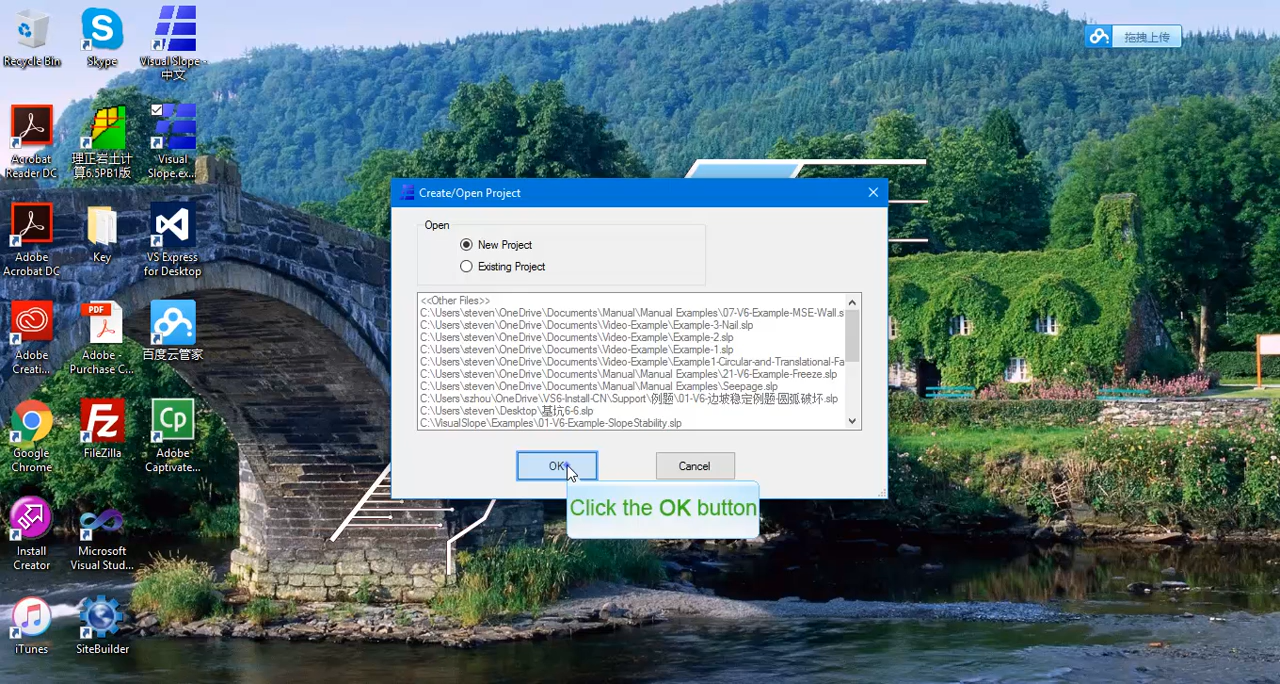 Recycle Bin
Skype
Visual Slope -
中文
拖拽上传
Acrobat
Reader DC
理正岩土计
算6.5PB1版
Visual
Slope.ex...
Adobe
Acrobat DC
Key
VS Express
for Desktop
Adobe
Creati...
PDF
Adobe -
Purchase C...
百度云管家
Google
Chrome
Fz
FileZilla
Cp
Adobe
Captivate...
Install
Creator
Microsoft
Visual Stud...
iTunes
SiteBuilder
Create/Open Project
Open
New Project
Existing Project
<<Other Files>>
C:\Users\steven\OneDrive\Documents\Manual\Manual Examples\07-V6-Example-MSE-Wall.s
C:\Users\steven\OneDrive\Documents\Video-Example\Example-3-Nail.slp
C:\Users\steven\OneDrive\Documents\Video-Example\Example-2.slp
C:\Users\steven\OneDrive\Documents\Video-Example\Example-1.slp
C:\Users\steven\OneDrive\Documents\Video-Example\Example1-Circular-and-Translational-Fa
C:\Users\steven\OneDrive\Documents\Manual\Manual Examples\21-V6-Example-Freeze.slp
C:\Users\steven\OneDrive\Documents\Manual\Manual Examples\Seepage.slp
C:\Users\szhou\OneDrive\VS6-Install-CN\Support\例题\01-V6-边坡稳定例题-圆弧破坏.slp
C:\Users\steven\Desktop\基坑6-6.slp
C:\VisualSlope\Examples\01-V6-Example-SlopeStability.slp
OK
Cancel
Click the OK button